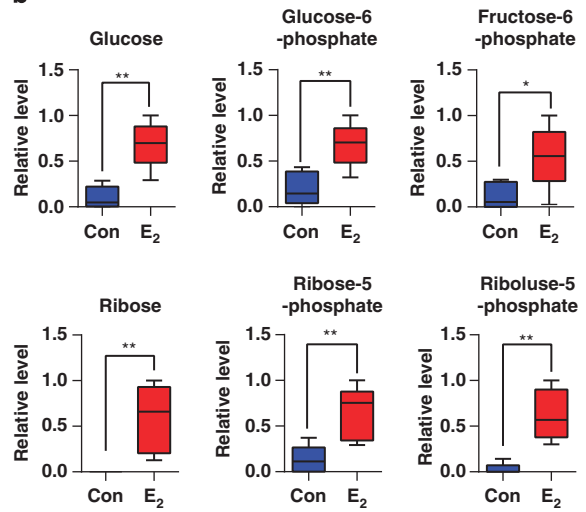 b
Glucose
Relative level
1.5
1.0
0.5
0.0
**
Con E₂
Glucose-6
-phosphate
1.5
1.0
0.5
0.0
**
Con E₂
Fructose-6
-phosphate
1.5
1.0
0.5
0.0
*
Con E₂
Relative level
Relative level
Ribose
Relative level
1.5
1.0
0.5
0.0
**
Con E₂
Ribose-5
-phosphate
Relative level
1.5
1.0
0.5
0.0
**
Con E₂
Riboluse-5
-phosphate
Relative level
1.5
1.0
0.5
0.0
**
Con E₂